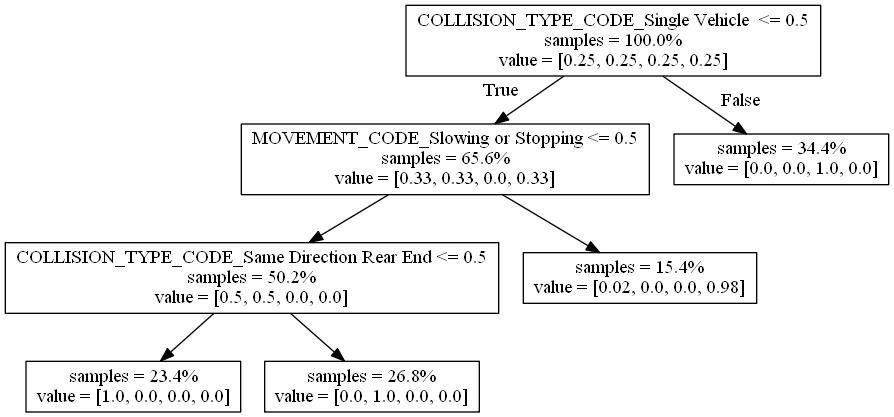 COLLISION_TYPE_CODE_Single Vehicle  <= 0.5
samples = 100.0%
value = [0.25, 0.25, 0.25, 0.25]
True
False
MOVEMENT_CODE_Slowing or Stopping <= 0.5
samples = 65.6%
value = [0.33, 0.33, 0.0, 0.33]
samples = 34.4%
value = [0.0, 0.0, 1.0, 0.0]
COLLISION_TYPE_CODE_Same Direction Rear End <= 0.5
samples = 50.2%
value = [0.5, 0.5, 0.0, 0.0]
samples = 15.4%
value = [0.02, 0.0, 0.0, 0.98]
samples = 23.4%
value = [1.0, 0.0, 0.0, 0.0]
samples = 26.8%
value = [0.0, 1.0, 0.0, 0.0]